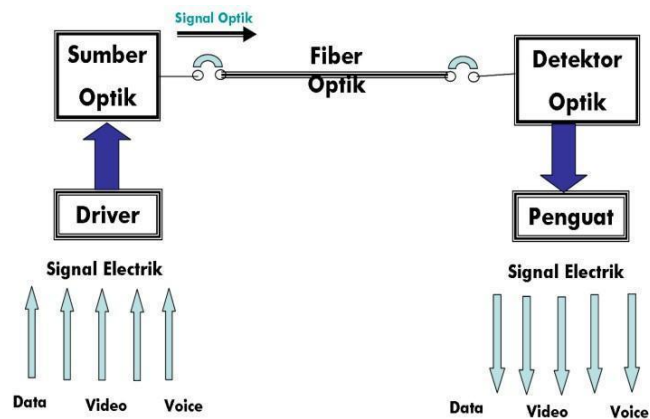 Signal Optik
Sumber
Optik
Fiber
Optik
Detektor
Optik
Driver
Penguat
Signal Electrik
Signal Electrik
Data
Video
Voice
Data
Video
Voice